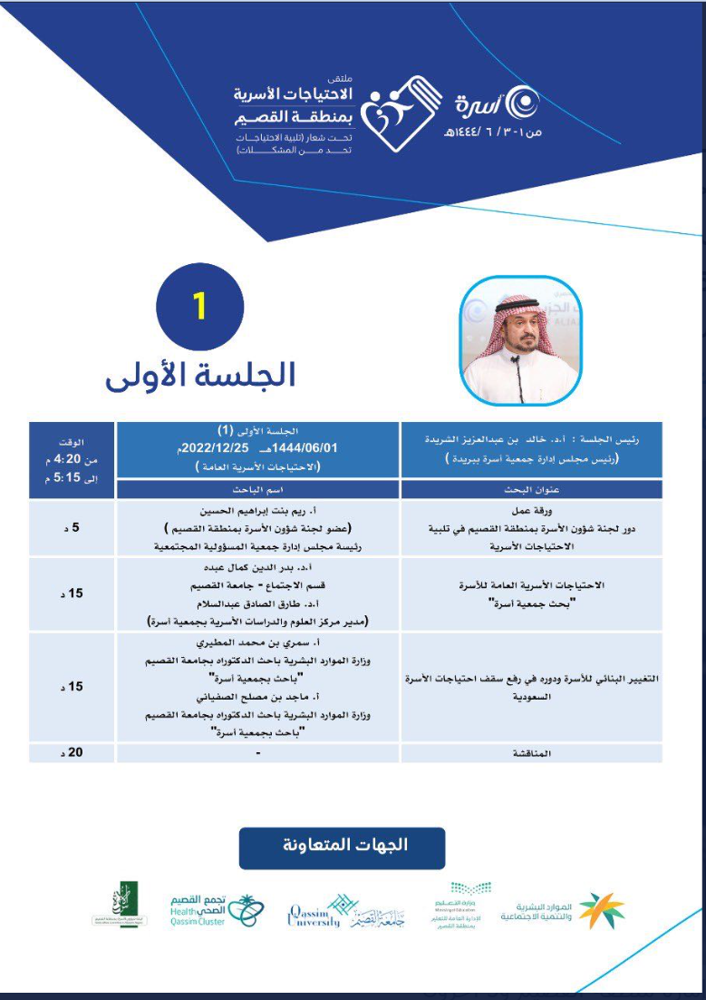 ملتقى
الاحتياجات الأسرية
بمنطقة القصيم
تحت شعار (تلبية الاحتياجات
تحد من المشكلات)
أسرة
من ١-٣ / ٦ /١٤٤٤هـ
1
الجلسة الأولى
رئيس الجلسة : أ.د. خالد بن عبدالعزيز الشريدة
(رئيس مجلس إدارة جمعية أسرة ببريدة )
الجلسة الأولى (1)
1444/06/01هـ 2022/12/25م
(الاحتياجات الأسرية العامة )
الوقت
من 4:20 م
إلى 5:15 م
عنوان البحث
اسم الباحث
ورقة عمل
دور لجنة شؤون الأسرة بمنطقة القصيم في تلبية
الاحتياجات الأسرية
أ. ريم بنت إبراهيم الحسين
(عضو لجنة شؤون الأسرة بمنطقة القصيم )
رئيسة مجلس إدارة جمعية المسؤولية المجتمعية
5 د
الاحتياجات الأسرية العامة للأسرة
"بحث جمعية أسرة"
أ.د. بدر الدين كمال عبده
قسم الاجتماع - جامعة القصيم
أ.د. طارق الصادق عبدالسلام
(مدير مركز العلوم والدراسات الأسرية بجمعية أسرة)
15 د
التغيير البنائي للأسرة ودوره في رفع سقف احتياجات الأسرة
السعودية
أ. سمري بن محمد المطيري
وزارة الموارد البشرية باحث الدكتوراه بجامعة القصيم
"باحث بجمعية أسرة"
أ. ماجد بن مصلح الصفياني
وزارة الموارد البشرية باحث الدكتوراه بجامعة القصيم
"باحث بجمعية أسرة"
15 د
المناقشة
-
20 د
الجهات المتعاونة
الموارد البشرية
والتنمية الاجتماعية
وزارة التعليم
Ministry of Education
الإدارة العامة للتعليم
بمنطقة القصيم
جامعة القصيم
Qassim
University
تجمع القصيم
الصحي Health
Qassim Cluster